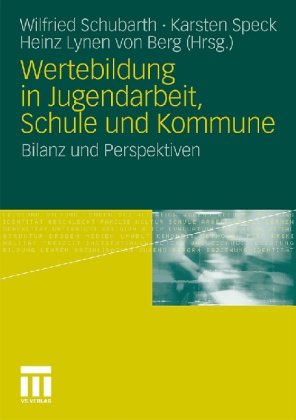 Wilfried Schubarth · Karsten Speck
Heinz Lynen von Berg (Hrsg.)
Wertebildung
in Jugendarbeit,
Schule und Kommune
Bilanz und Perspektiven
VS VERLAG